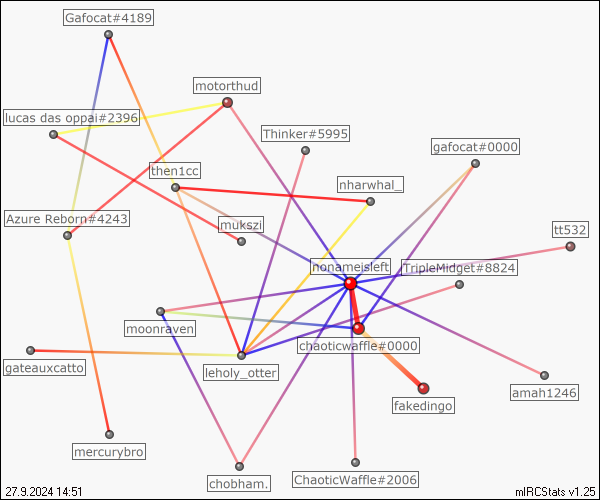 Gafocat#4189
motorthud
lucas das oppai#2396
Thinker#5995
gafocat#0000
then1cc
nharwhal_
Azure Reborn#4243
mukszi
tt532
nonameisleft
TripleMidget#8824
moonraven
chaoticwaffle#0000
gateauxcatto
leholy_otter
amah1246
fakedingo
mercurybro
chobham.
ChaoticWaffle#2006
27.9.2024 14:51
mIRCStats v1.25